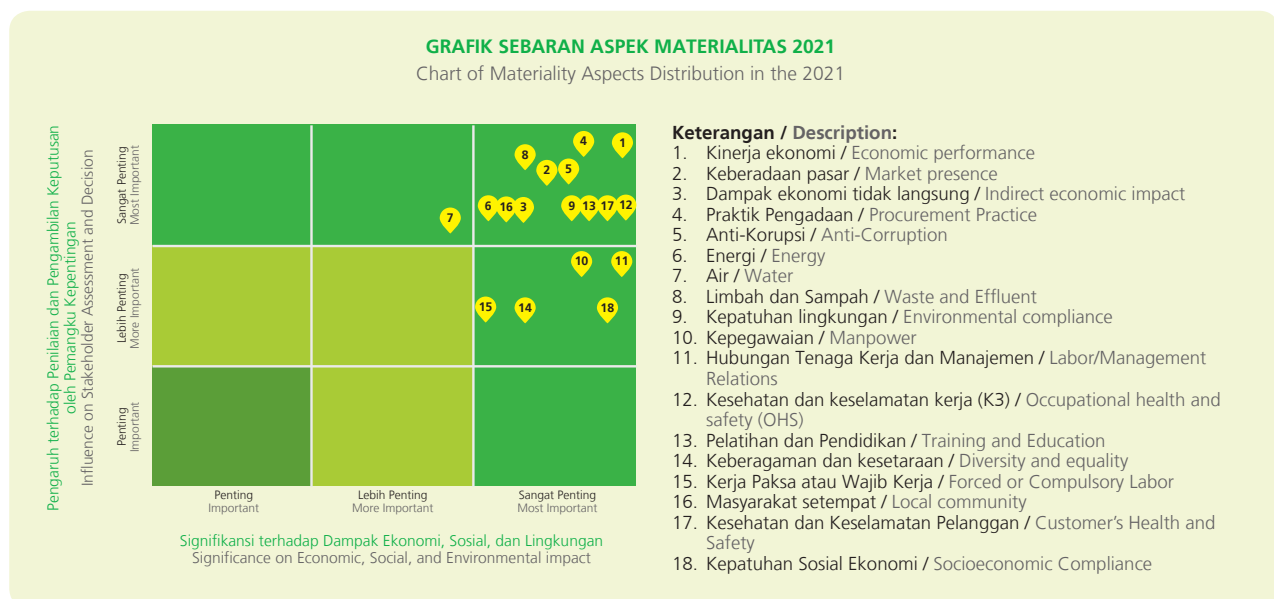 GRAFIK SEBARAN ASPEK MATERIALITAS 2021
Chart of Materiality Aspects Distribution in the 2021
Pengaruh terhadap Penilaian dan Pengambilan Keputusan
oleh Pemangku Kepentingan
Influence on Stakeholder Assessment and Decision
Sangat Penting
Most Important
Lebih Penting
More Important
Penting
Important
4
1
8
2
5
6
16
3
9
13
17
12
7
10
11
15
14
18
Penting
Important
Lebih Penting
More Important
Sangat Penting
Most Important
Signifikansi terhadap Dampak Ekonomi, Sosial, dan Lingkungan
Significance on Economic, Social, and Environmental impact
Keterangan / Description:
1. Kinerja ekonomi / Economic performance
2. Keberadaan pasar / Market presence
3. Dampak ekonomi tidak langsung / Indirect economic impact
4. Praktik Pengadaan / Procurement Practice
5. Anti-Korupsi / Anti-Corruption
6. Energi / Energy
7. Air / Water
8. Limbah dan Sampah / Waste and Effluent
9. Kepatuhan lingkungan / Environmental compliance
10. Kepegawaian / Manpower
11. Hubungan Tenaga Kerja dan Manajemen / Labor/Management
Relations
12. Kesehatan dan keselamatan kerja (K3) / Occupational health and
safety (OHS)
13. Pelatihan dan Pendidikan / Training and Education
14. Keberagaman dan kesetaraan / Diversity and equality
15. Kerja Paksa atau Wajib Kerja / Forced or Compulsory Labor
16. Masyarakat setempat / Local community
17. Kesehatan dan Keselamatan Pelanggan / Customer's Health and
Safety
18. Kepatuhan Sosial Ekonomi / Socioeconomic Compliance